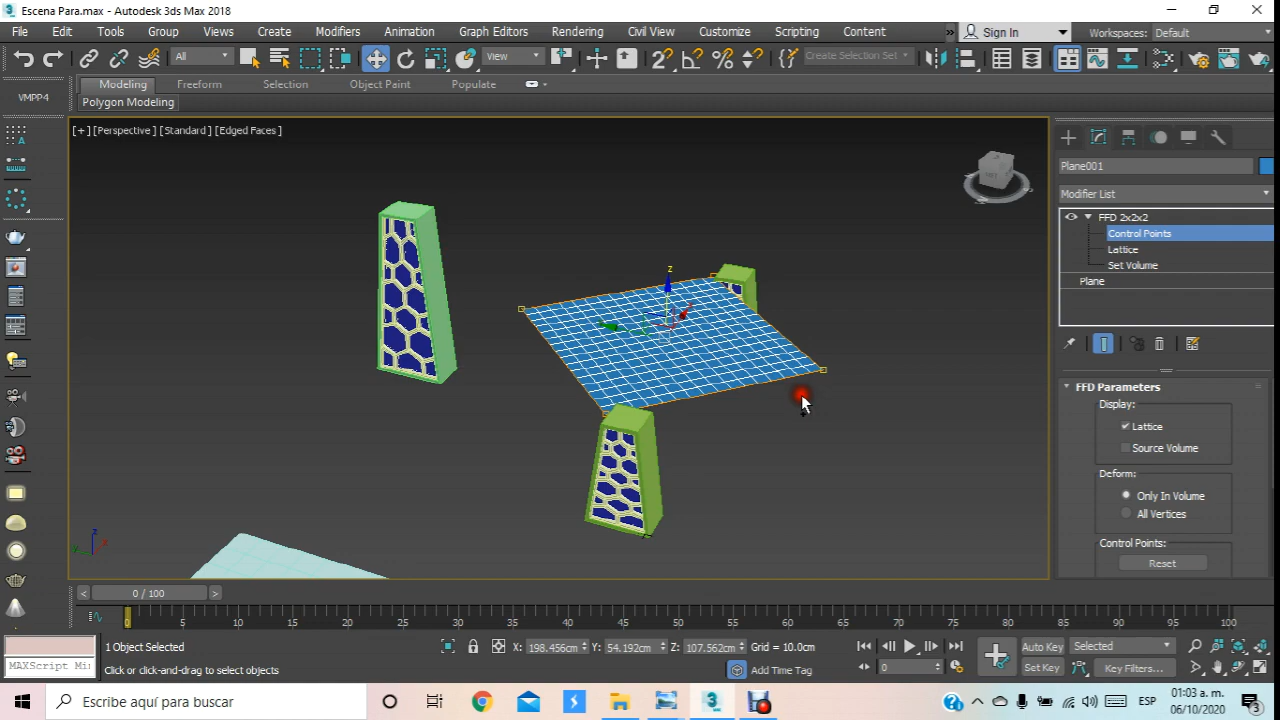 Escena Para.max - Autodesk 3ds Max 2018
File Edit Tools Group Views Create Modifiers Animation Graph Editors Rendering Civil View Customize Scripting Content » Sign In Workspaces: Default
All View Create Selection Set
Modeling Freeform Selection Object Paint Populate
VMPP4 Polygon Modeling
[+] [Perspective ] [Standard ] [Edged Faces ]
Plane001
Modifier List
FFD 2x2x2
Control Points
Lattice
Set Volume
Plane
z
FFD Parameters
Display:
Lattice
Source Volume
Deform:
Only In Volume
All Vertices
Control Points:
Reset
< 0 / 100 >
0 5 10 15 20 25 30 35 40 45 50 55 60 65 70 75 80 85 90 95 100
1 Object Selected X: 198.456cm Y: 54.192cm Z: 107.562cm Grid = 10.0cm Auto Key Selected
MAXScript Mi Click or click-and-drag to select objects Add Time Tag 0 Set Key Key Filters...
Escribe aquí para buscar
ESP
01:03 a. m.
06/10/2020
3